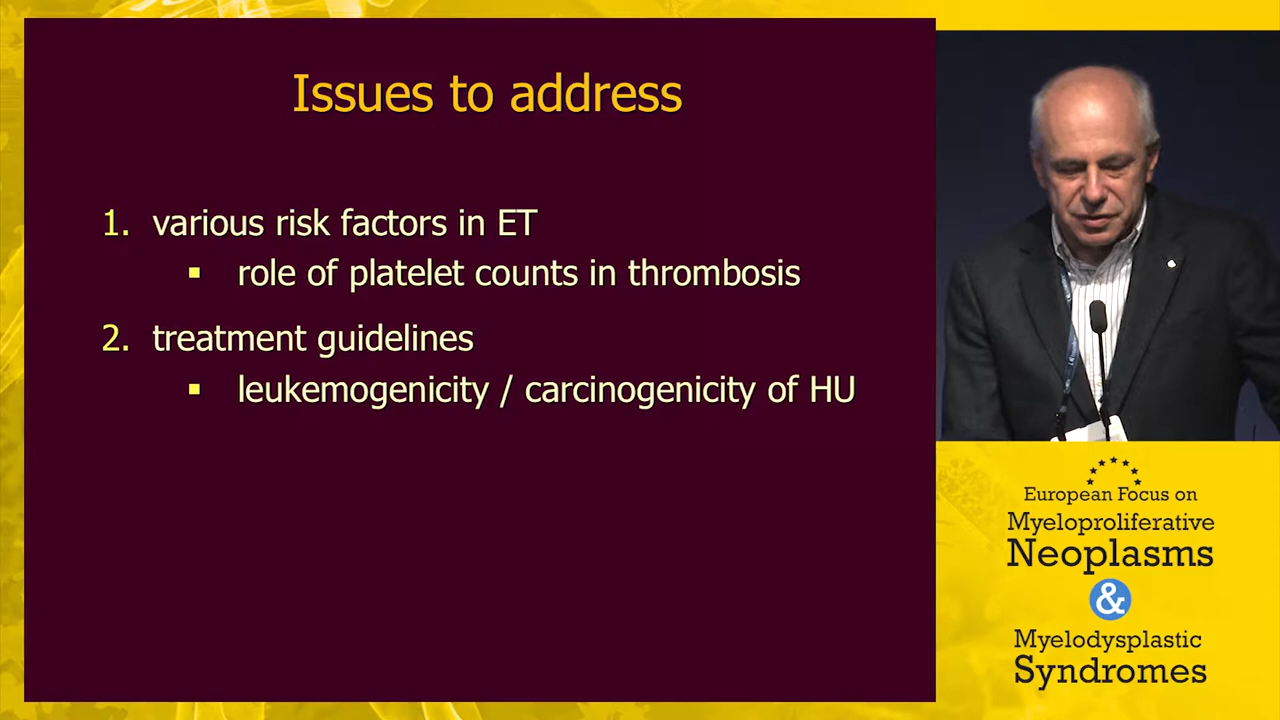 Issues to address
1. various risk factors in ET
▪ role of platelet counts in thrombosis
2. treatment guidelines
▪ leukemogenicity / carcinogenicity of HU
European Focus on
Myeloproliferative
Neoplasms
&
Myelodysplastic
Syndromes